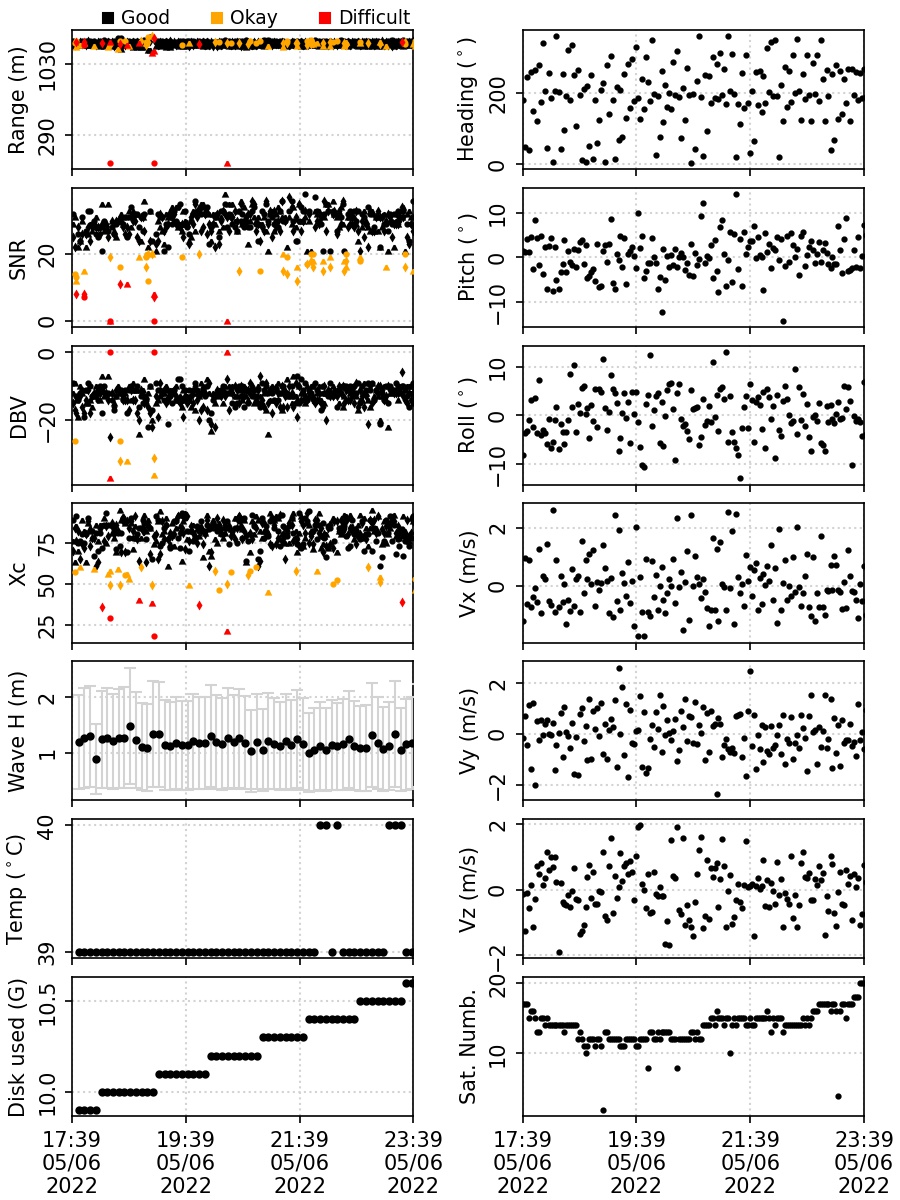 Good Okay Difficult
Range (m)
1030
290
Heading ( ° )
200
0
SNR
20
0
Pitch ( ° )
10
0
−10
DBV
0
−20
Roll ( ° )
10
0
−10
Xc
75
50
25
Vx (m/s)
2
0
Wave H (m)
2
1
Vy (m/s)
2
0
−2
Temp ( ° C)
40
39
Vz (m/s)
2
0
−2
Disk used (G)
10.5
10.0
Sat. Numb.
20
10
17:39 19:39 21:39 23:39
05/06 05/06 05/06 05/06
2022 2022 2022 2022
17:39 19:39 21:39 23:39
05/06 05/06 05/06 05/06
2022 2022 2022 2022